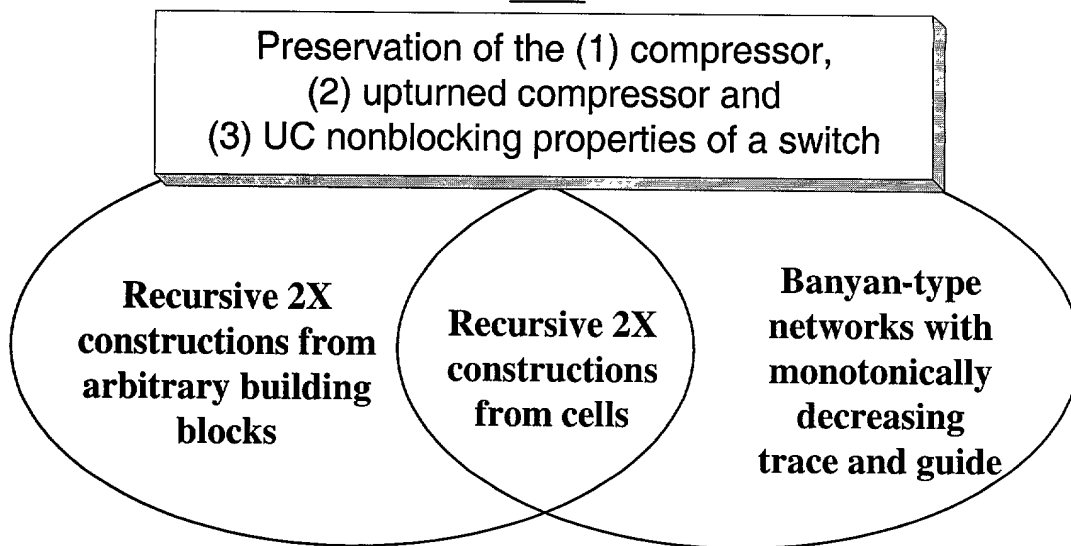 Preservation of the (1) compressor,
(2) upturned compressor and
(3) UC nonblocking properties of a switch
Recursive 2X
constructions from
arbitrary building
blocks
Recursive 2X
constructions
from cells
Banyan-type
networks with
monotonically
decreasing
trace and guide